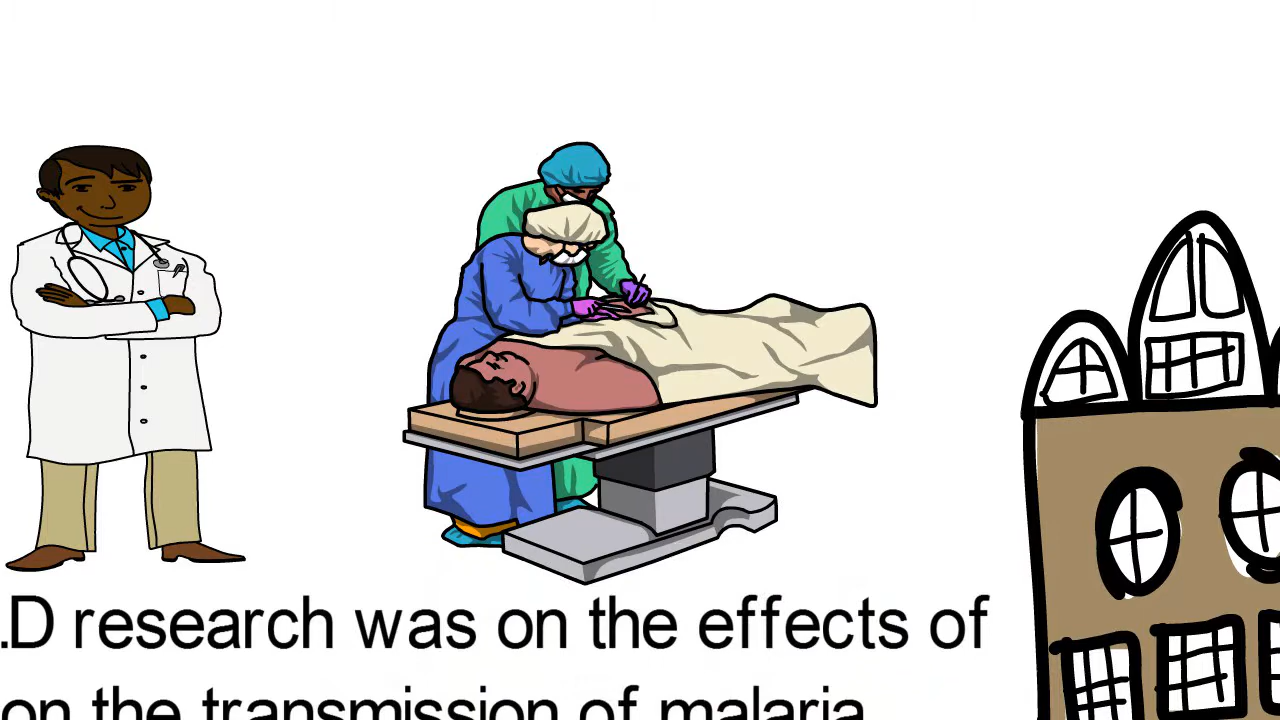 .D research was on the effects of
on the transmission of malaria